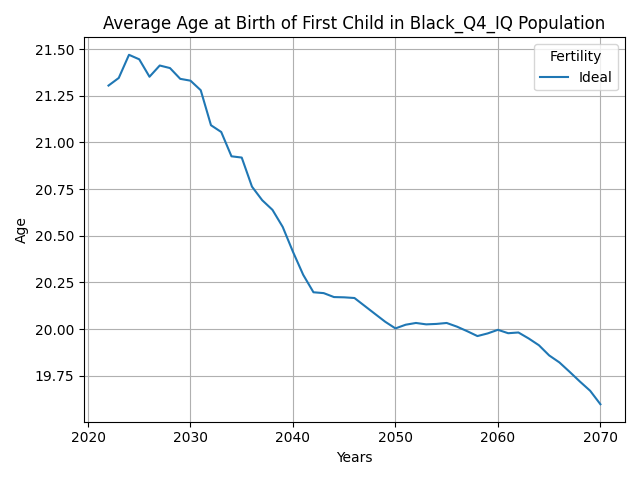 Average Age at Birth of First Child in Black_Q4_IQ Population
Fertility
Ideal
21.50
21.25
21.00
20.75
20.50
20.25
20.00
19.75
Age
2020
2030
2040
2050
2060
2070
Years